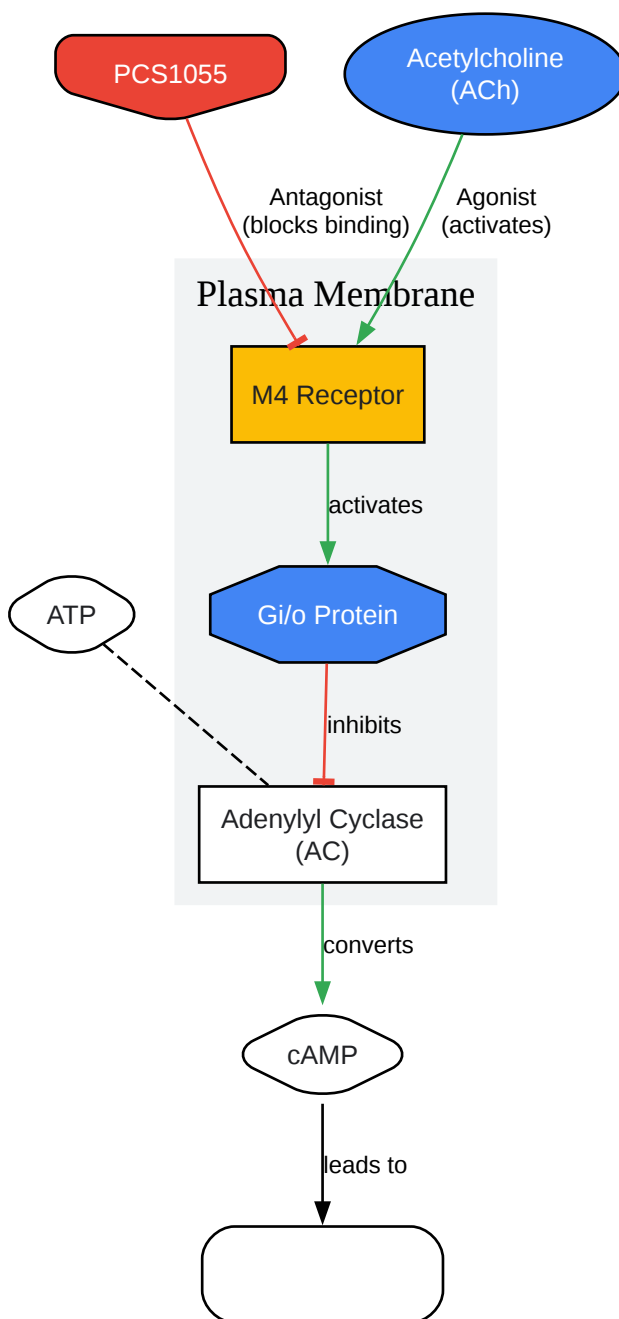 PCS1055
Acetylcholine
(ACh)
Antagonist
(blocks binding)
Agonist
(activates)
Plasma Membrane
M4 Receptor
activates
ATP
Gi/o Protein
inhibits
Adenylyl Cyclase
(AC)
converts
cAMP
leads to